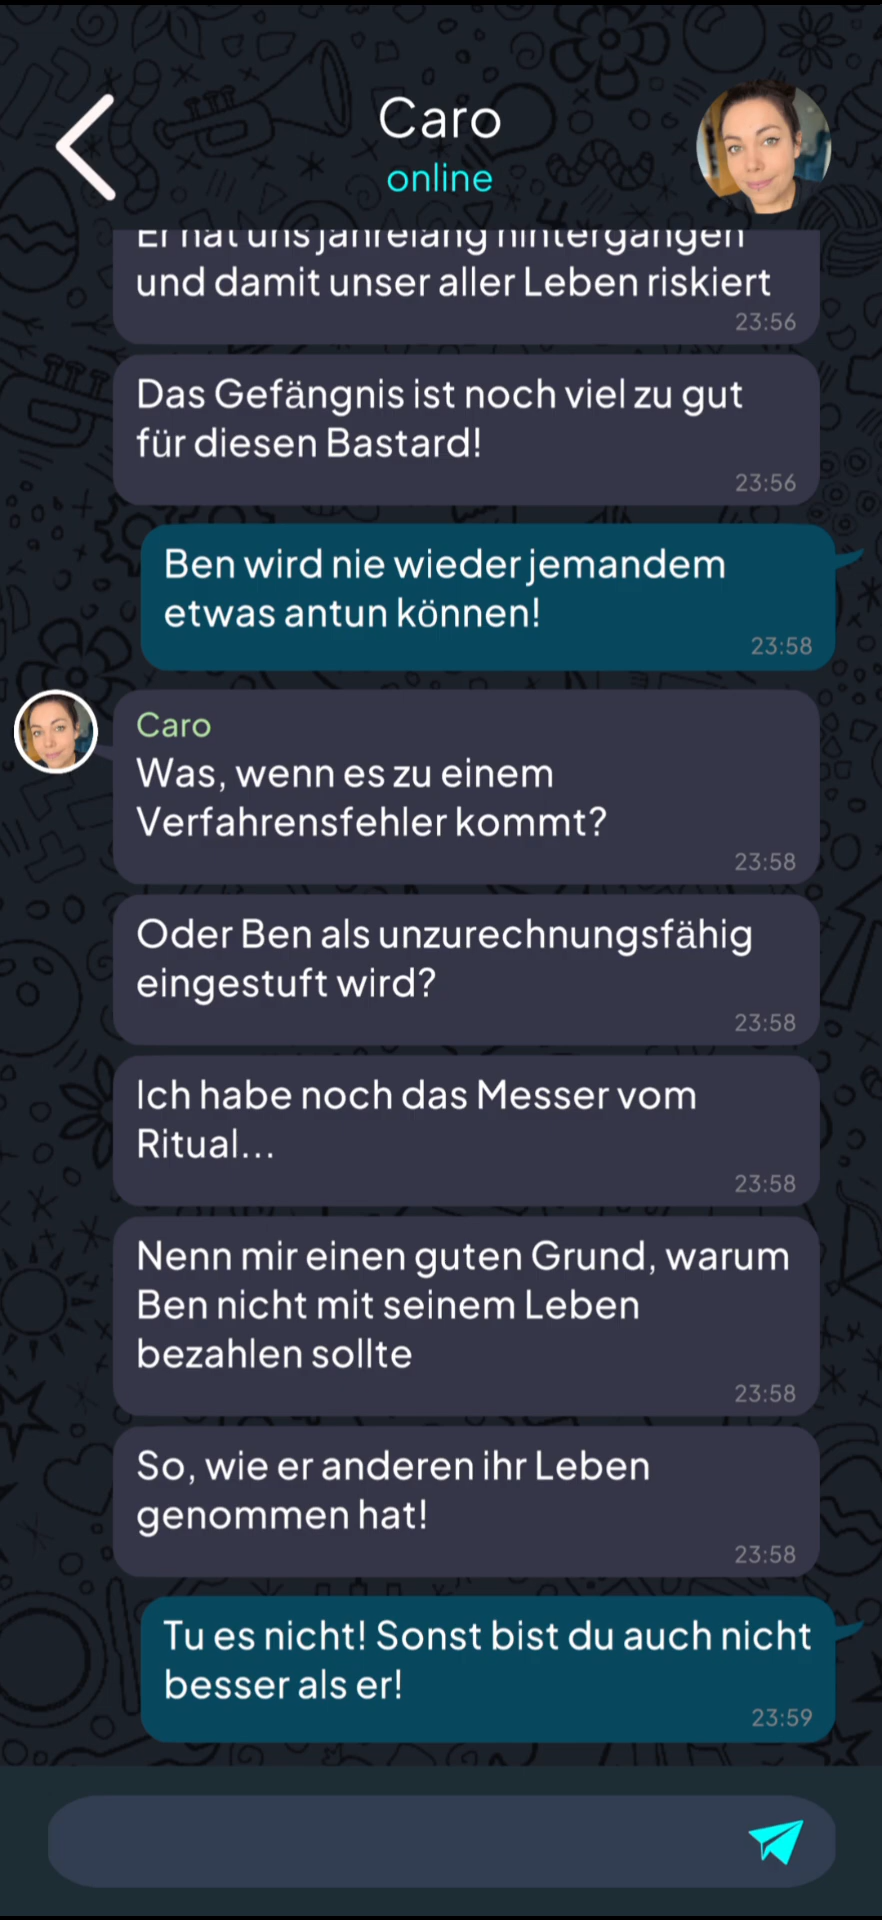 Caro
online
Er hat uns jahrelang hintergangen
und damit unser aller Leben riskiert
23:56
Das Gefängnis ist noch viel zu gut
für diesen Bastard!
23:56
Ben wird nie wieder jemandem
etwas antun können!
23:58
Caro
Was, wenn es zu einem
Verfahrensfehler kommt?
23:58
Oder Ben als unzurechnungsfähig
eingestuft wird?
23:58
Ich habe noch das Messer vom
Ritual...
23:58
Nenn mir einen guten Grund, warum
Ben nicht mit seinem Leben
bezahlen sollte
23:58
So, wie er anderen ihr Leben
genommen hat!
23:58
Tu es nicht! Sonst bist du auch nicht
besser als er!
23:59